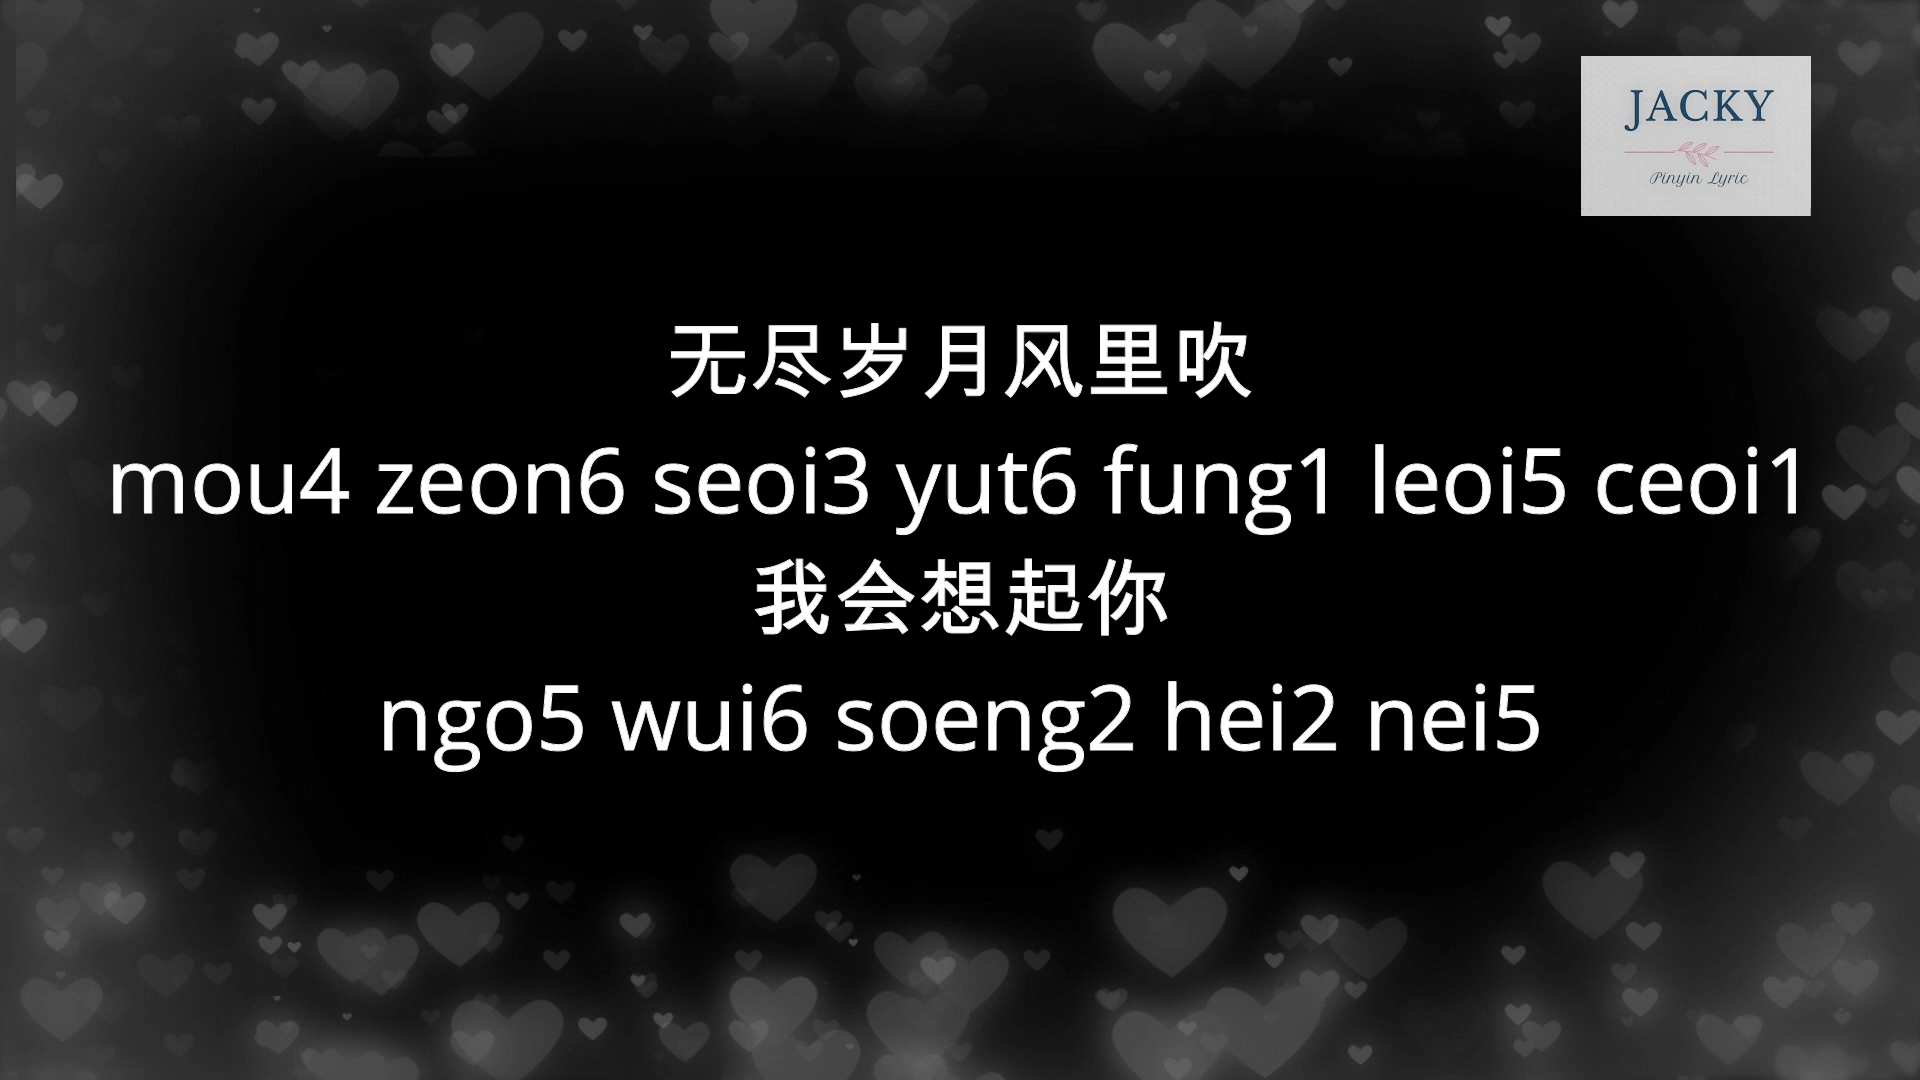 JACKY
Pinyin Lyric
无尽岁月风里吹
mou4 zeon6 seoi3 yut6 fung1 leoi5 ceoi1
我会想起你
ngo5 wui6 soeng2 hei2 nei5